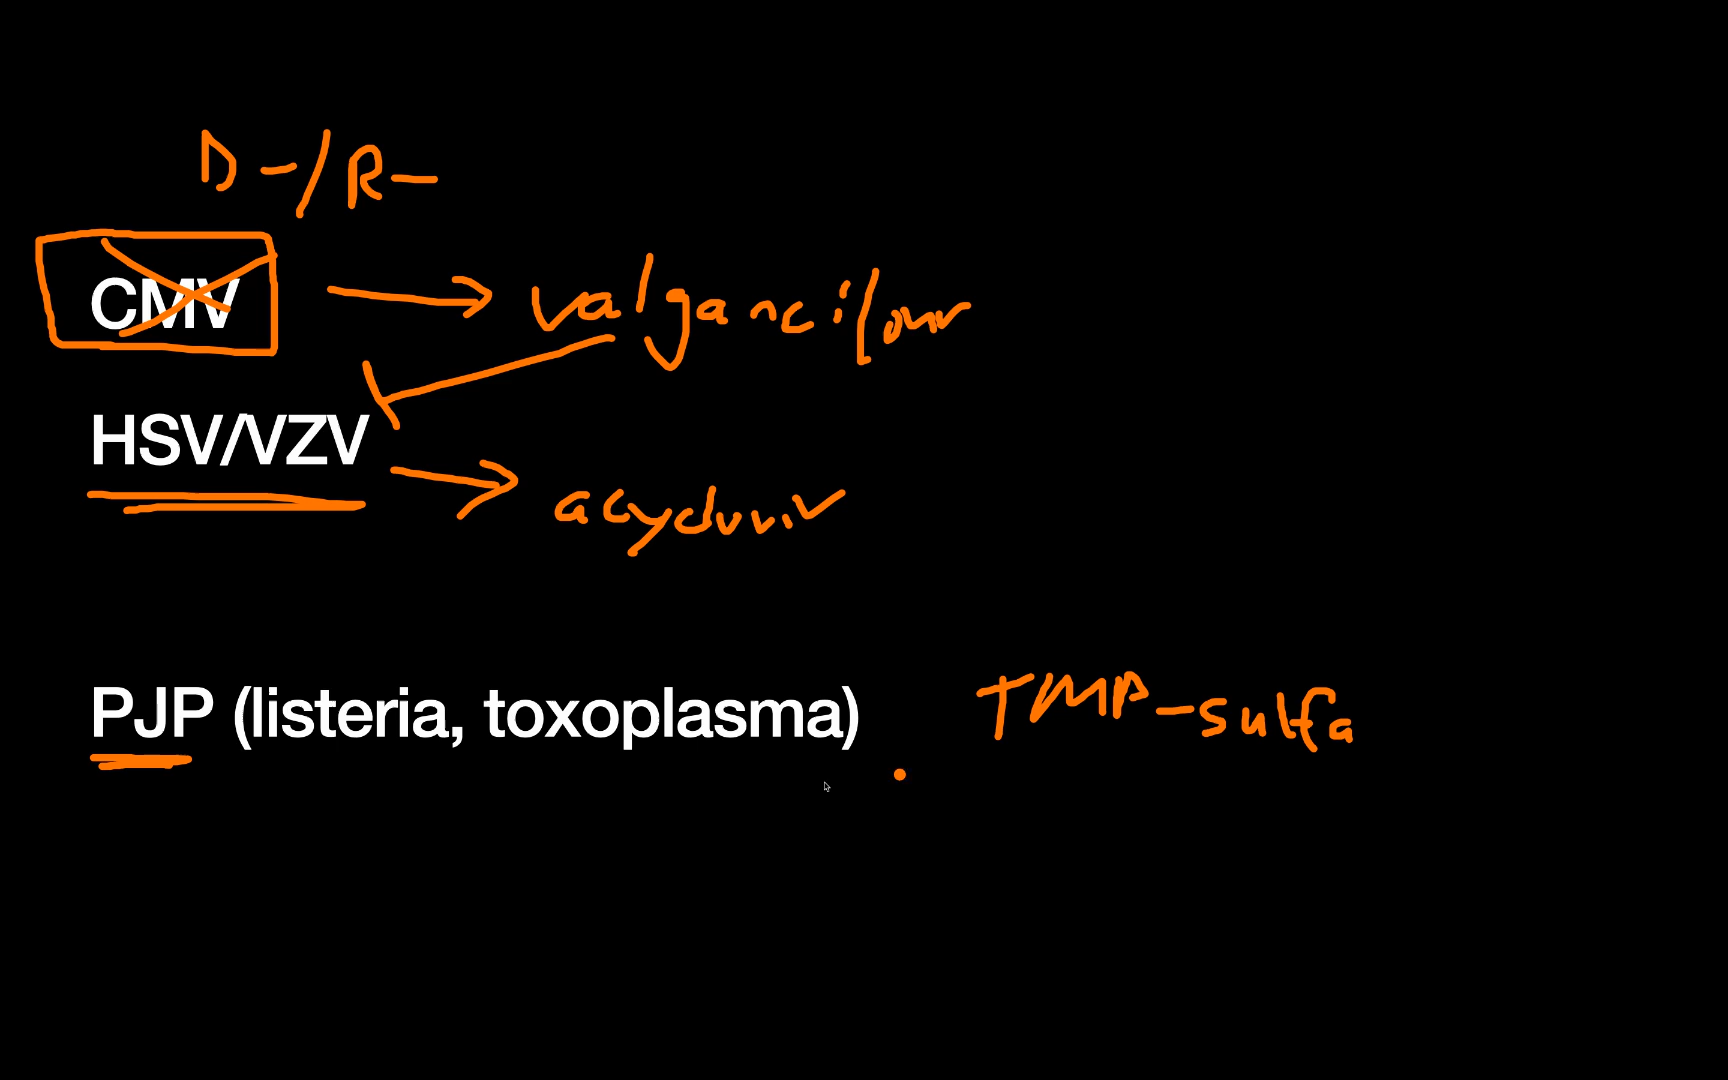 D-/R-
CMV → valganciclovir
HSV/VZV
→ acyclovir
PJP (listeria, toxoplasma) TMP-sulfa